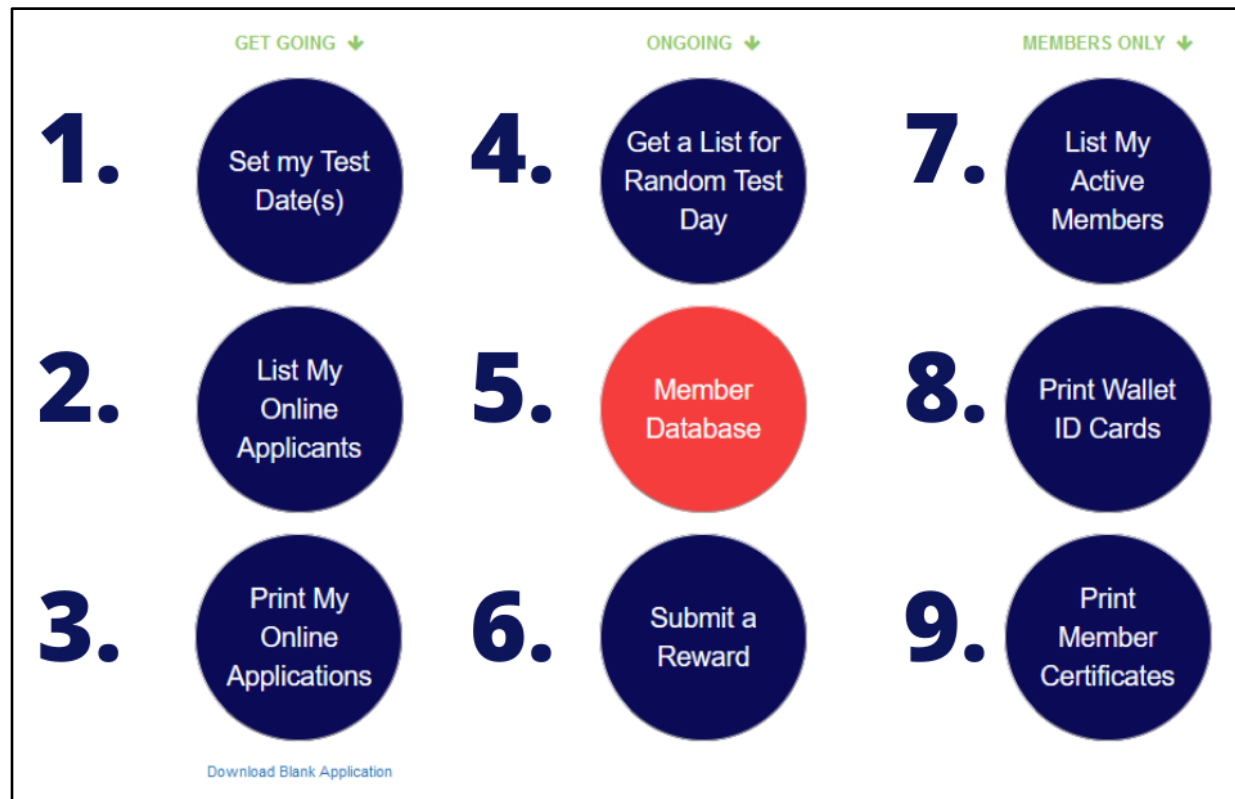 GET GOING
1.
Set my Test
Date(s)
2.
List My
Online
Applicants
3.
Print My
Online
Applications
Download Blank Application
ONGOING
4.
Get a List for
Random Test
Day
5.
Member
Database
6.
Submit a
Reward
MEMBERS ONLY
7.
List My
Active
Members
8.
Print Wallet
ID Cards
9.
Print
Member
Certificates